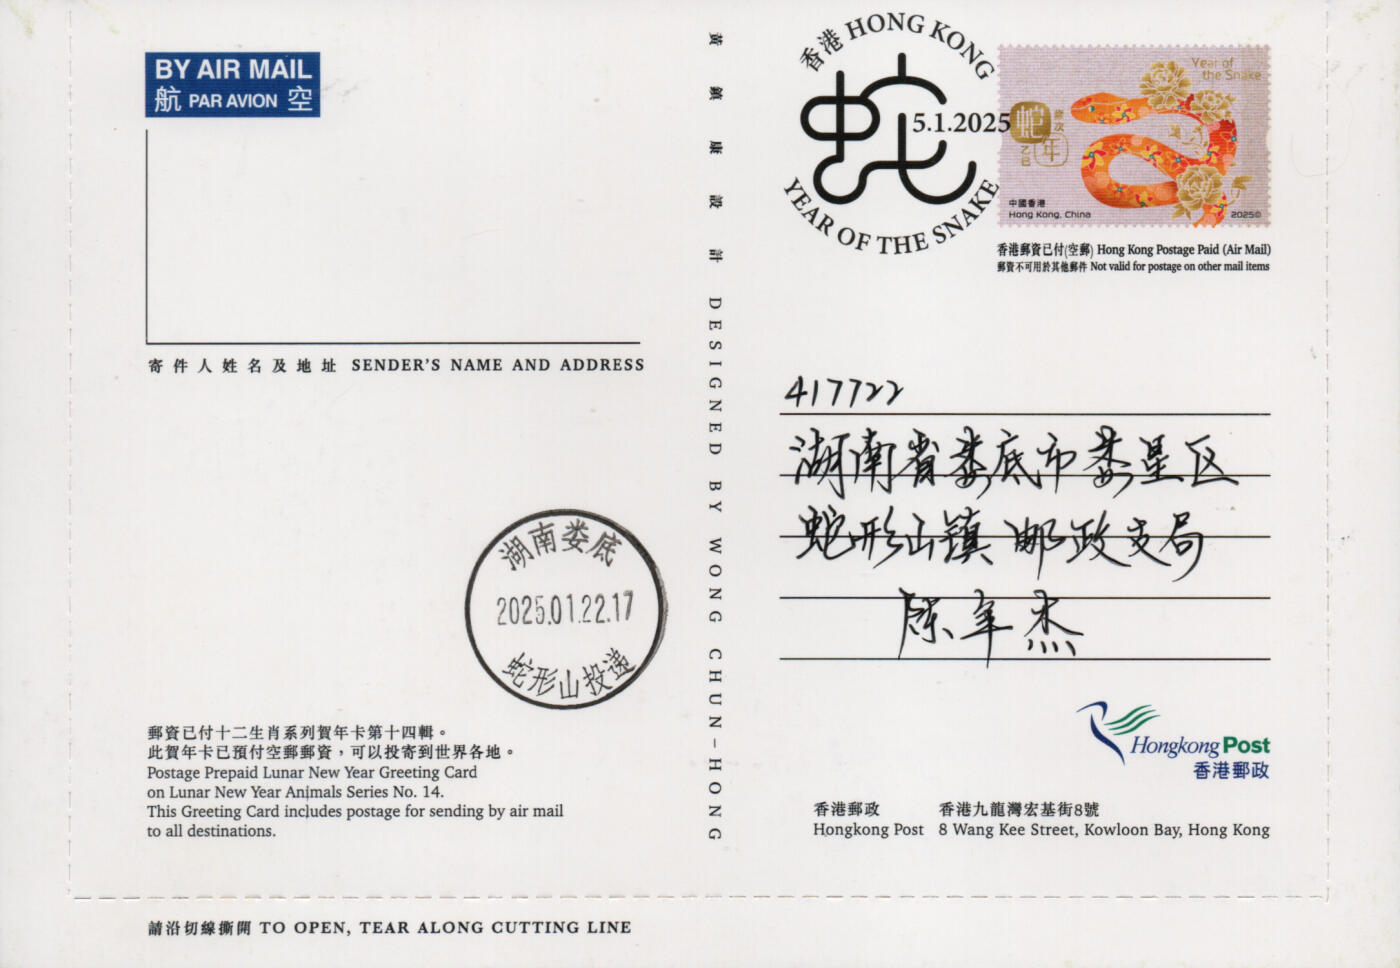 BY AIR MAIL
航 PAR AVION 空
寄件人姓名及地址 SENDER'S NAME AND ADDRESS
湖南娄底
2025.01.22.17
蛇形山投递
郵資已付十二生肖系列賀年卡第十四輯。
此賀年卡已預付空郵郵資，可以投寄到世界各地。
Postage Prepaid Lunar New Year Greeting Card
on Lunar New Year Animals Series No. 14.
This Greeting Card includes postage for sending by air mail
to all destinations.
請沿切線撕開 TO OPEN, TEAR ALONG CUTTING LINE
黃鎮康設計 DESIGNED BY WONG CHUN-HONG
香港 HONG KONG
蛇
5.1.2025
YEAR OF THE SNAKE
Year of
the Snake
蛇年
歲次
乙巳
中國香港
Hong Kong, China
2025©
香港郵資已付(空郵) Hong Kong Postage Paid (Air Mail)
郵資不可用於其他郵件 Not valid for postage on other mail items
417722
湖南省娄底市娄星区
蛇形山镇邮政支局
陈年杰
Hongkong Post
香港郵政
香港郵政 香港九龍灣宏基街8號
Hongkong Post 8 Wang Kee Street, Kowloon Bay, Hong Kong